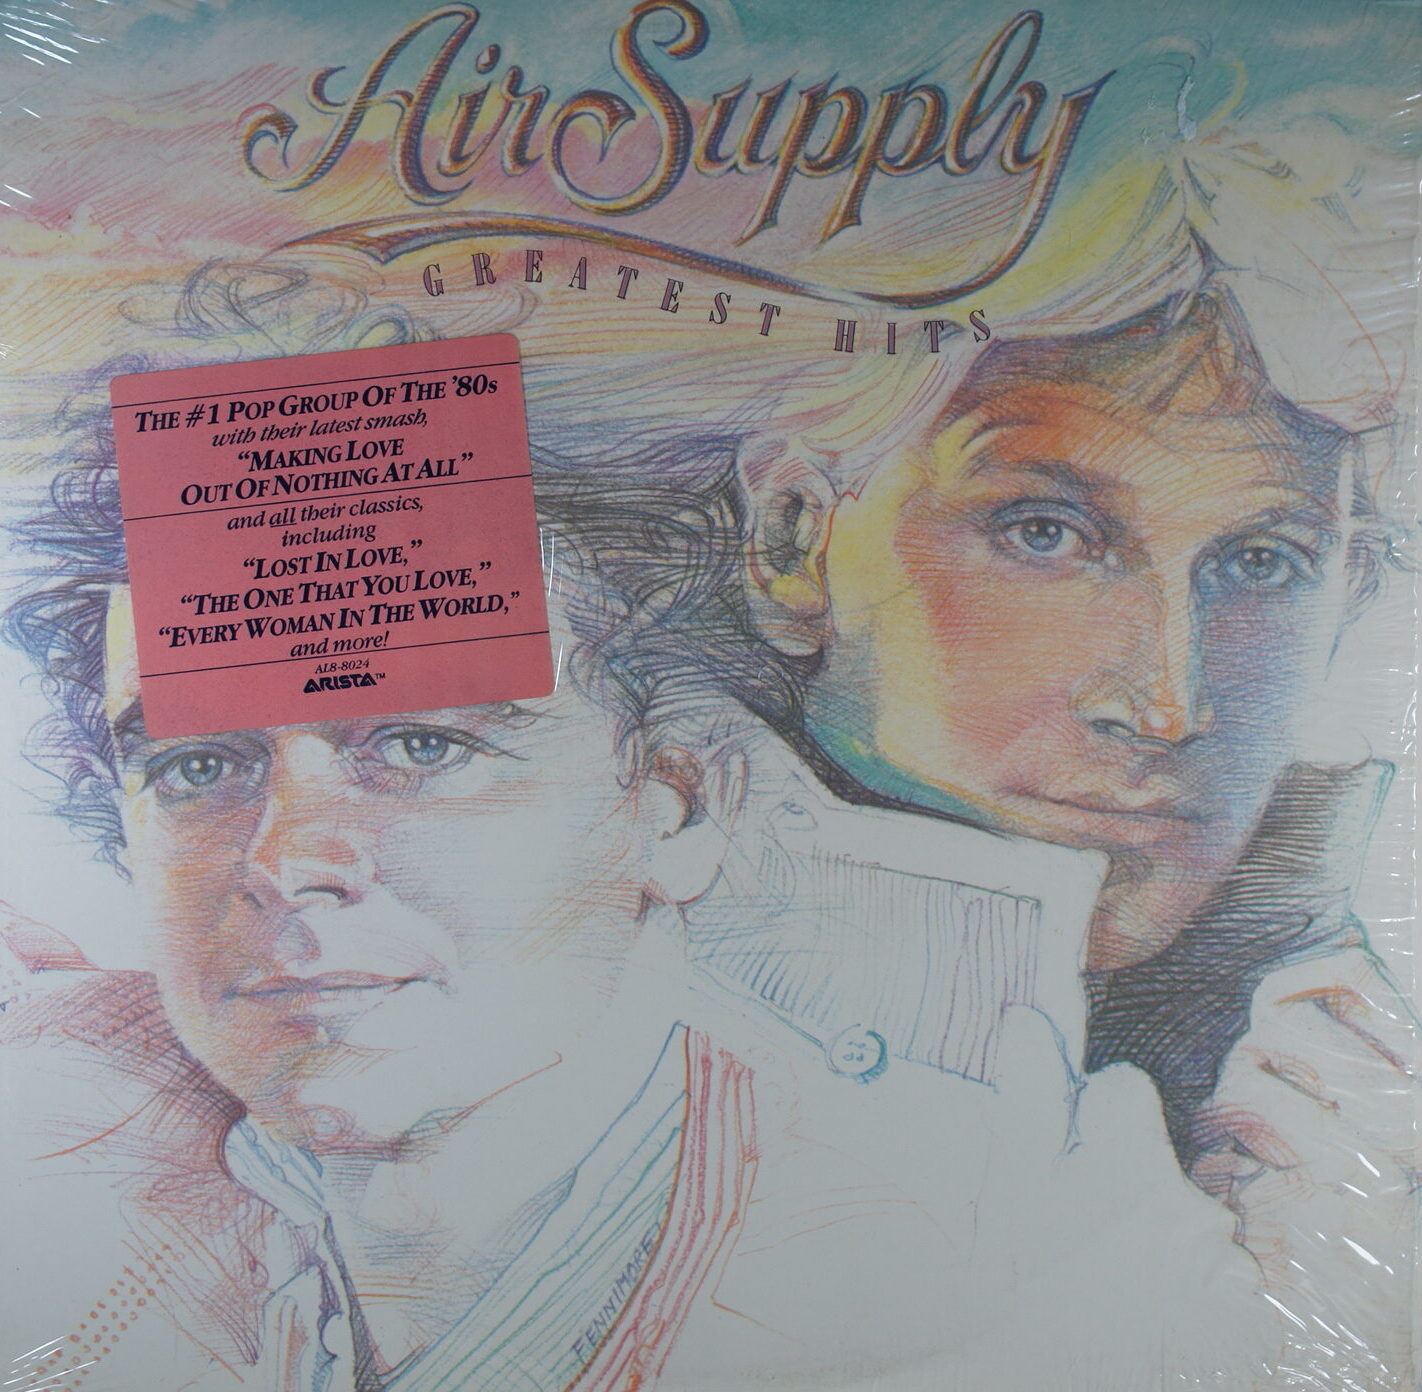 Air Supply
GREATEST HITS
THE #1 POP GROUP OF THE '80s
with their latest smash,
“MAKING LOVE
OUT OF NOTHING AT ALL”
and all their classics,
including
“LOST IN LOVE,”
“THE ONE THAT YOU LOVE,”
“EVERY WOMAN IN THE WORLD,”
and more!
AL8-8024
ARISTA™
FENNIMORE